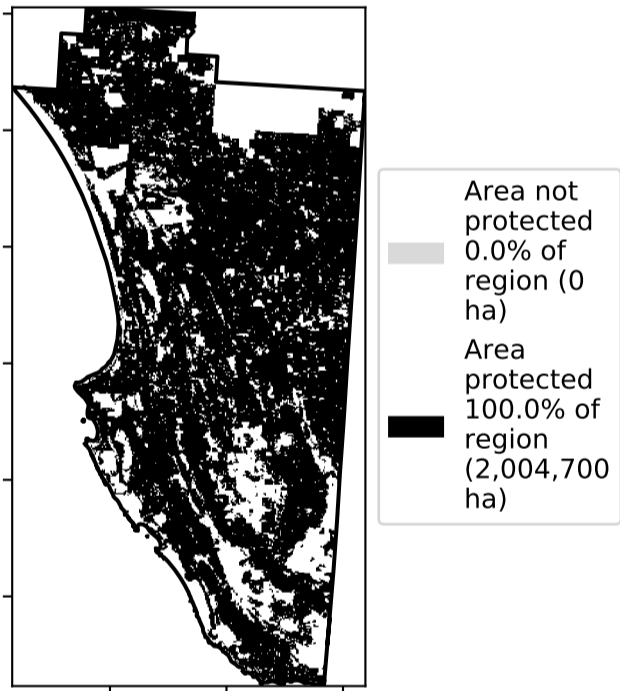 Area not
protected
0.0% of
region (0
ha)
Area
protected
100.0% of
region
(2,004,700
ha)